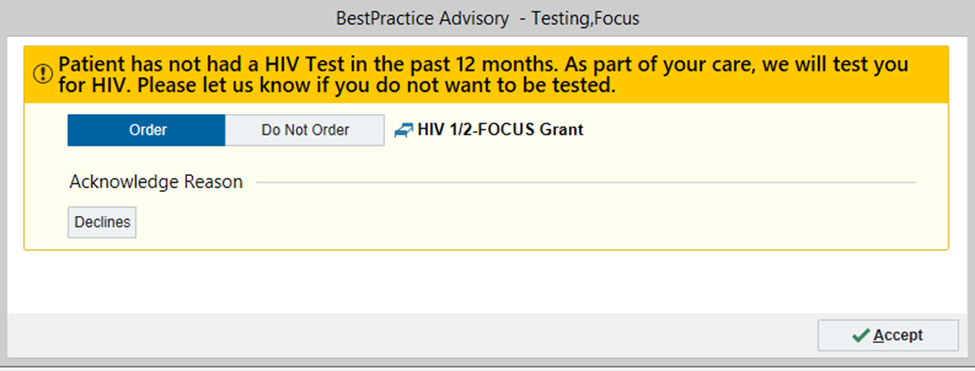 BestPractice Advisory - Testing,Focus
Patient has not had a HIV Test in the past 12 months. As part of your care, we will test you
for HIV. Please let us know if you do not want to be tested.
Order Do Not Order HIV 1/2-FOCUS Grant
Acknowledge Reason
Declines
Accept